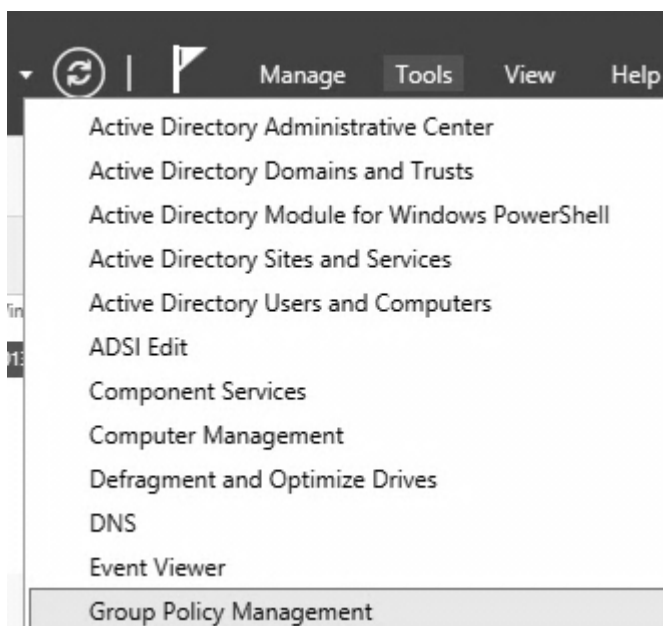 Manage Tools View Help
Active Directory Administrative Center
Active Directory Domains and Trusts
Active Directory Module for Windows PowerShell
Active Directory Sites and Services
Active Directory Users and Computers
ADSI Edit
Component Services
Computer Management
Defragment and Optimize Drives
DNS
Event Viewer
Group Policy Management